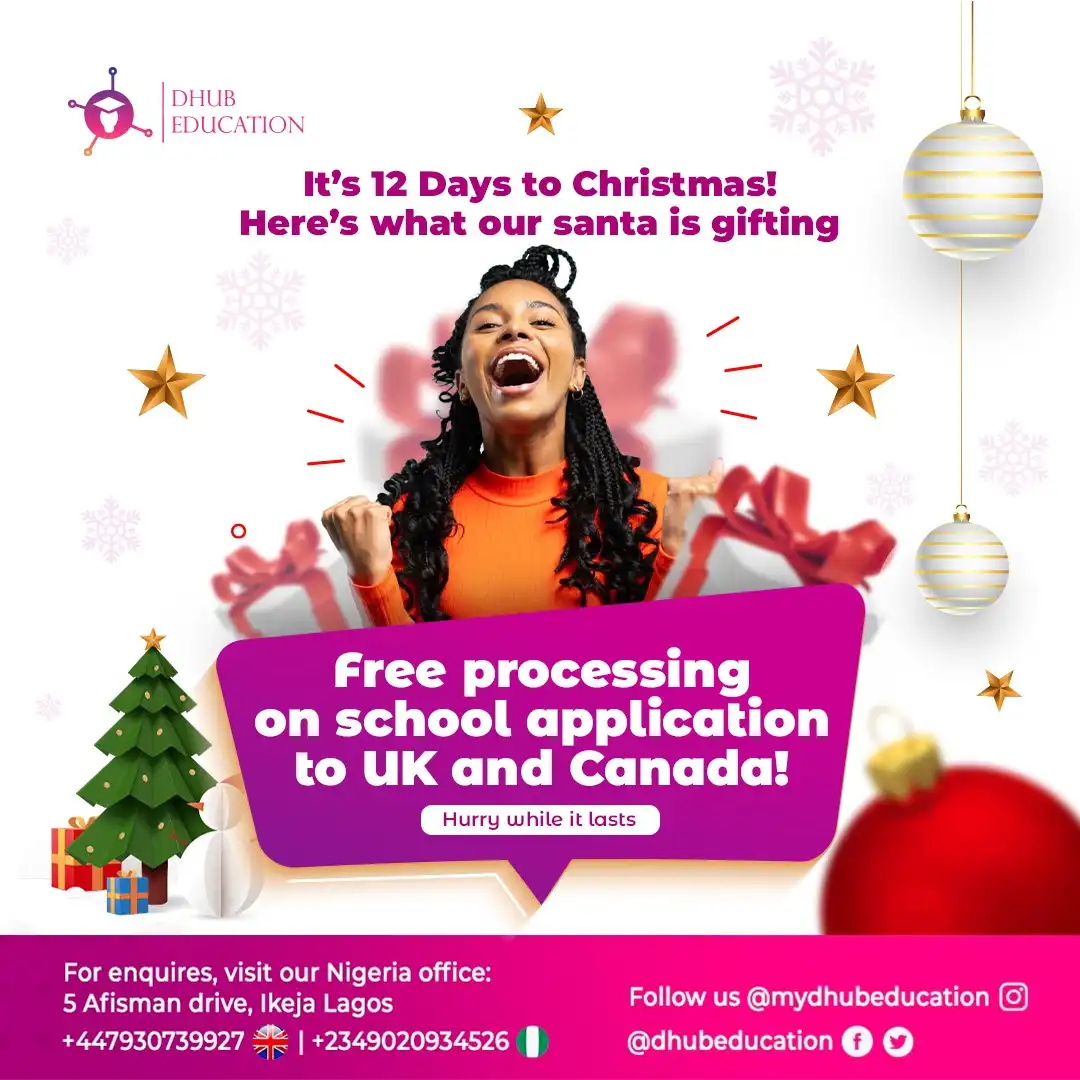 DHUB
EDUCATION
It's 12 Days to Christmas!
Here's what our santa is gifting
Free processing
on school application
to UK and Canada!
Hurry while it lasts
For enquires, visit our Nigeria office:
5 Afisman drive, Ikeja Lagos
+447930739927 | +2349020934526
Follow us @mydhubeducation
@dhubeducation